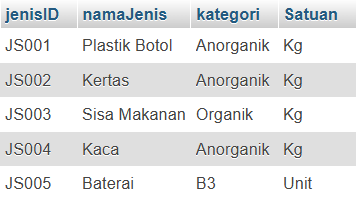 jenisID namaJenis kategori Satuan
JS001 Plastik Botol Anorganik Kg
JS002 Kertas Anorganik Kg
JS003 Sisa Makanan Organik Kg
JS004 Kaca Anorganik Kg
JS005 Baterai B3 Unit